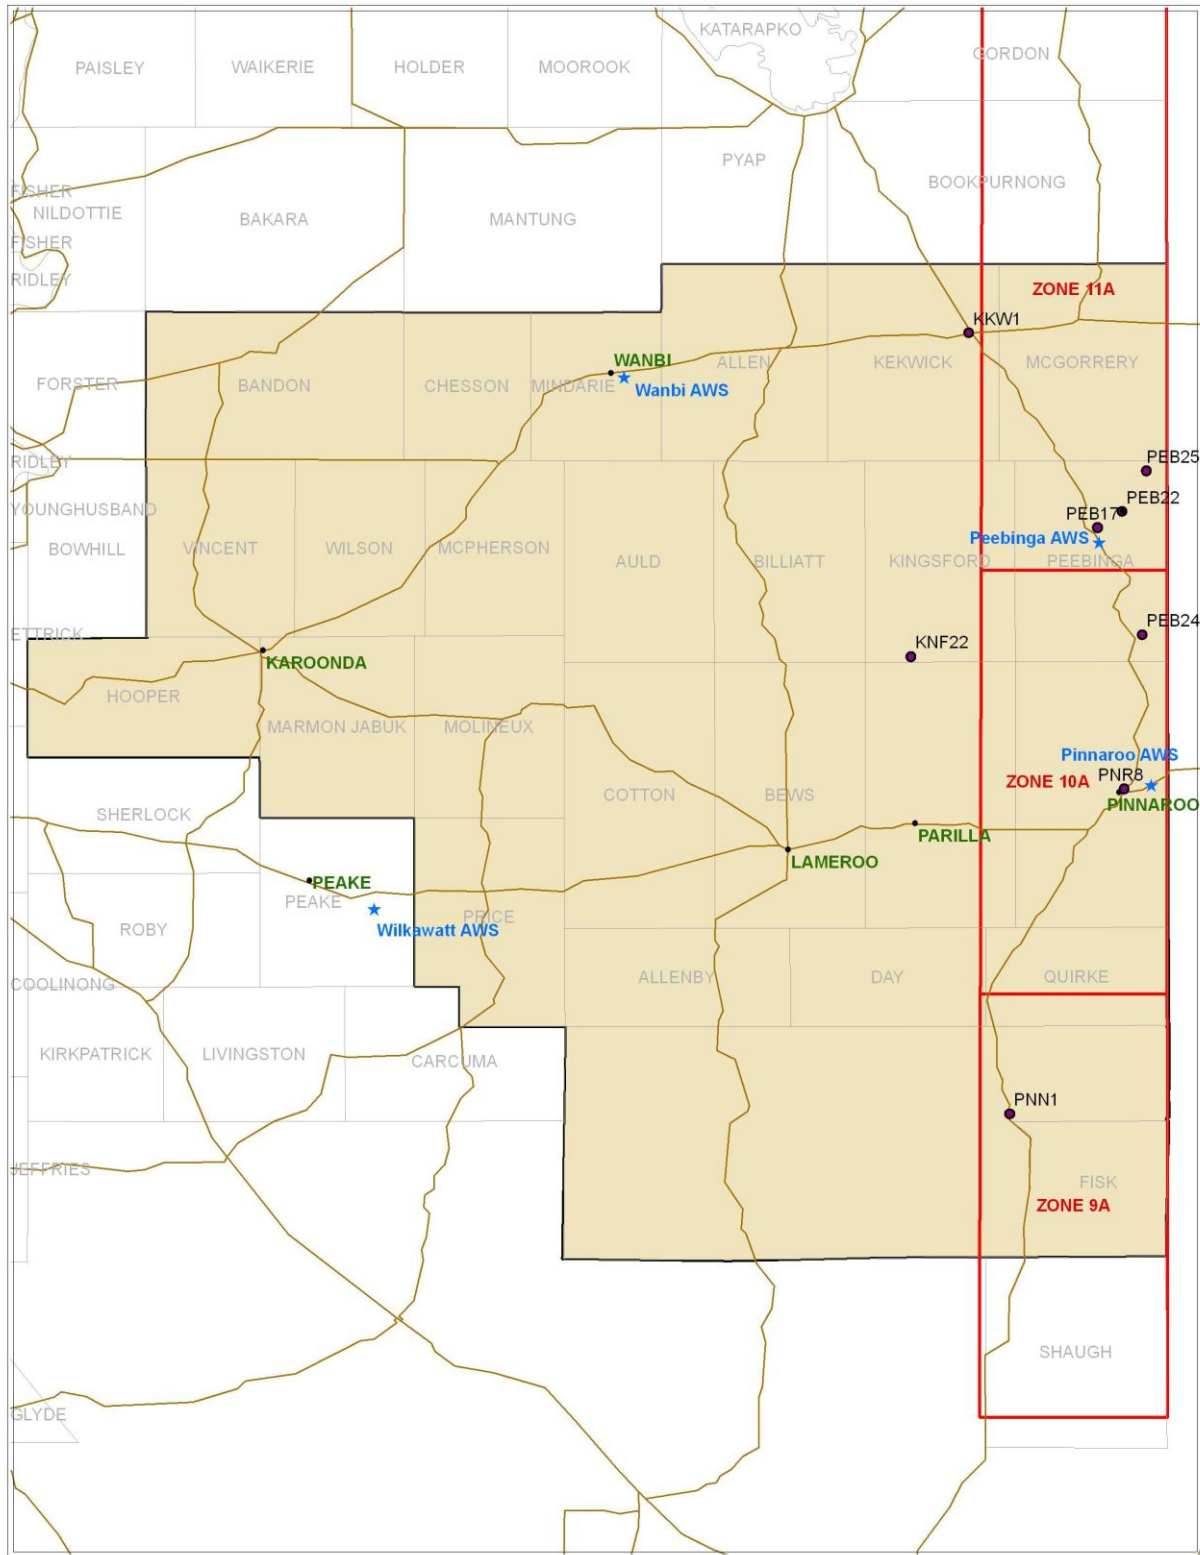 KATARAPKO
GORDON
PAISLEY
WAIKERIE
HOLDER
MOOROOK
PYAP
BOOKPURNONG
FISHER
NILDOTTIE
BAKARA
MANTUNG
FISHER
RIDLEY
ZONE 11A
KKW1
WANBI
ALLEN
KEKWICK
MCGORRERY
FORSTER
BANDON
CHESSON
MINDARIE
Wanbi AWS
RIDLEY
PEB25
PEB22
YOUNGHUSBAND
PEB17
BOWHILL
VINCENT
WILSON
MCPHERSON
Peebinga AWS
AULD
BILLIATT
KINGSFORD
PEEBINGA
ETTRICK
PEB24
KNF22
KAROONDA
HOOPER
MARMON JABUK
MOLINEUX
Pinnaroo AWS
PNR8
ZONE 10A
COTTON
BEWS
PINNAROO
SHERLOCK
PARILLA
LAMEROO
PEAKE
PEAKE
PRICE
ROBY
Wilkawatt AWS
COOLINONG
ALLENBY
DAY
QUIRKE
KIRKPATRICK
LIVINGSTON
CARCUMA
PNN1
JEFFRIES
FISK
ZONE 9A
SHAUGH
GLYDE